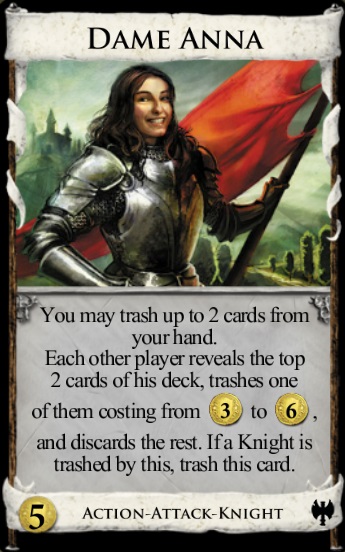 Dame Anna
You may trash up to 2 cards from
your hand.
Each other player reveals the top
2 cards of his deck, trashes one
of them costing from 3 to 6,
and discards the rest. If a Knight is
trashed by this, trash this card.
5 Action-Attack-Knight